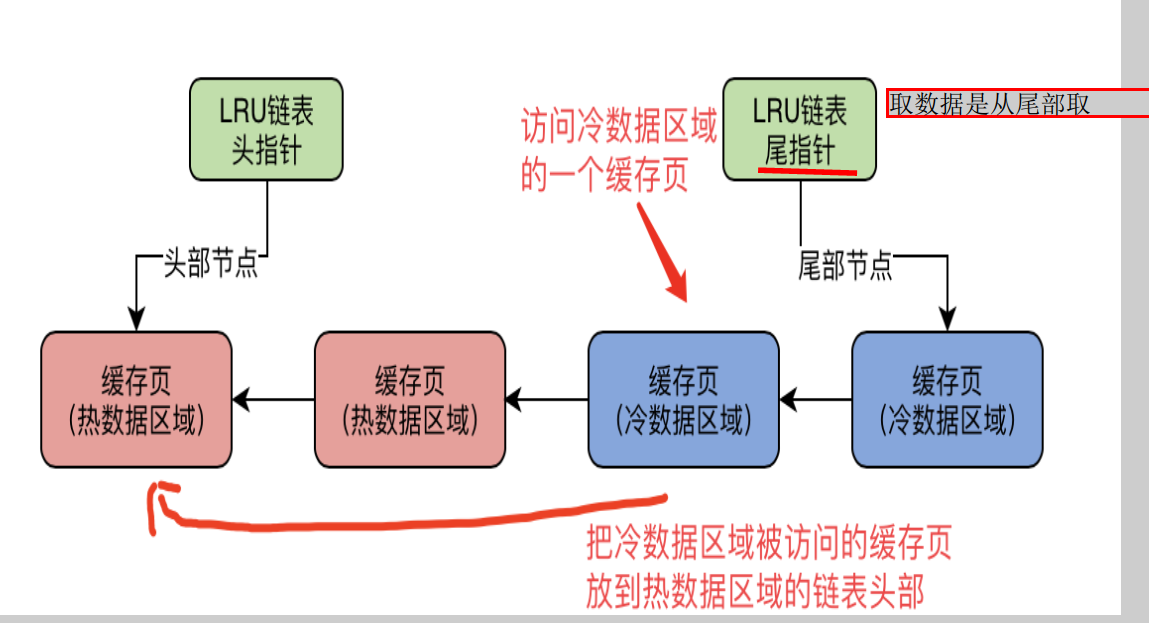 LRU链表
头指针
访问冷数据区域
的一个缓存页
LRU链表
尾指针
取数据是从尾部取
头部节点
尾部节点
缓存页
(热数据区域)
缓存页
(热数据区域)
缓存页
(冷数据区域)
缓存页
(冷数据区域)
把冷数据区域被访问的缓存页
放到热数据区域的链表头部